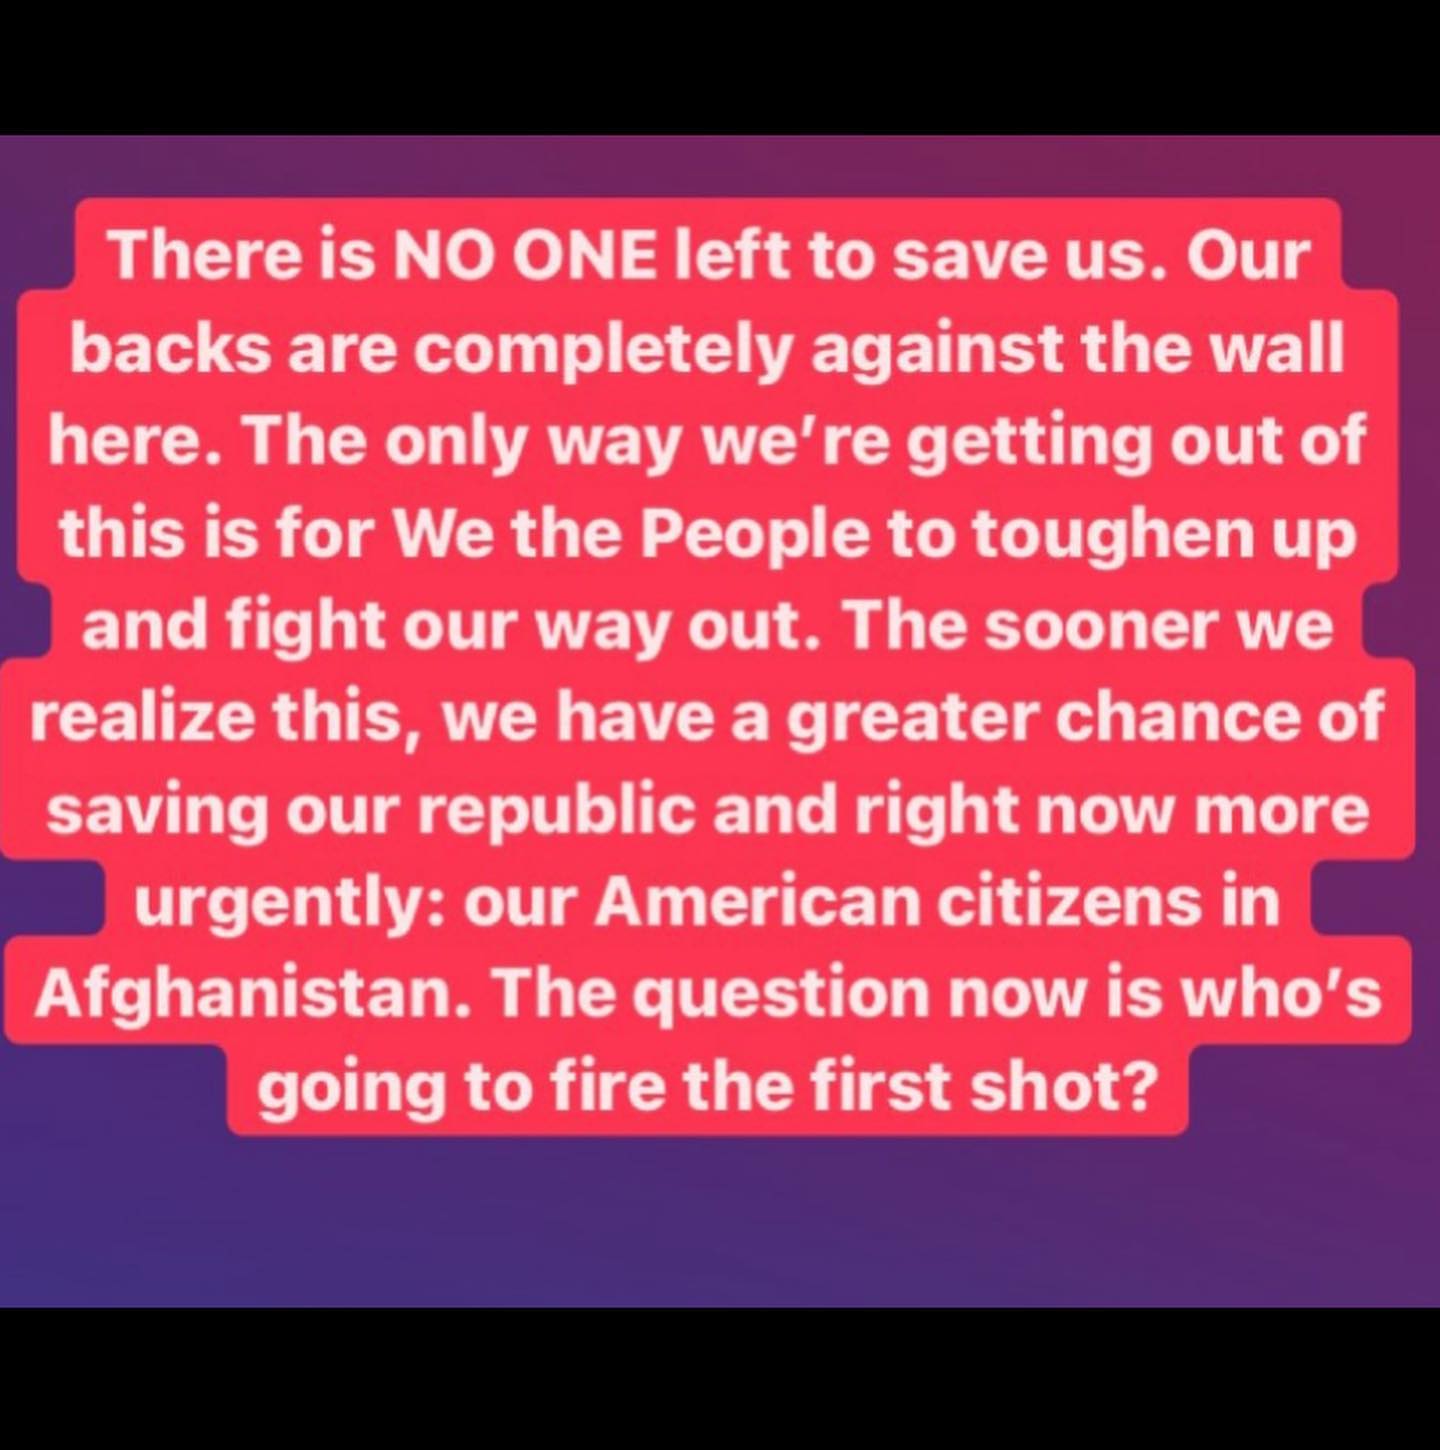 There is NO ONE left to save us. Our
backs are completely against the wall
here. The only way we’re getting out of
this is for We the People to toughen up
and fight our way out. The sooner we
realize this, we have a greater chance of
saving our republic and right now more
urgently: our American citizens in
Afghanistan. The question now is who’s
going to fire the first shot?